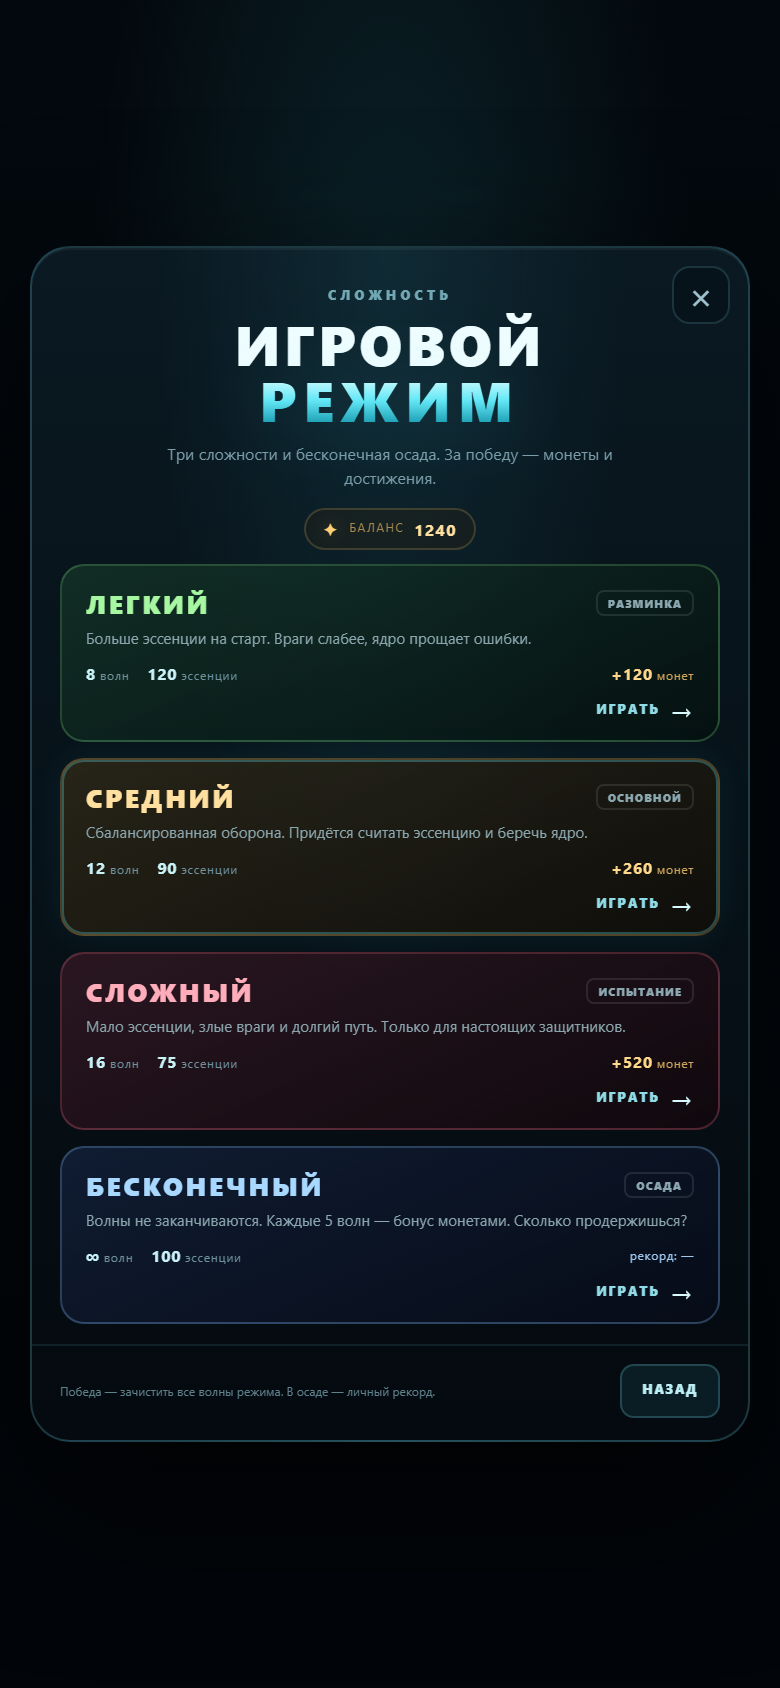 СЛОЖНОСТЬ
ИГРОВОЙ
РЕЖИМ
Три сложности и бесконечная осада. За победу — монеты и
достижения.
БАЛАНС 1240
ЛЕГКИЙ РАЗМИНКА
Больше эссенции на старт. Враги слабее, ядро прощает ошибки.
8 волн 120 эссенции +120 монет
ИГРАТЬ →
СРЕДНИЙ ОСНОВНОЙ
Сбалансированная оборона. Придётся считать эссенцию и беречь ядро.
12 волн 90 эссенции +260 монет
ИГРАТЬ →
СЛОЖНЫЙ ИСПЫТАНИЕ
Мало эссенции, злые враги и долгий путь. Только для настоящих защитников.
16 волн 75 эссенции +520 монет
ИГРАТЬ →
БЕСКОНЕЧНЫЙ ОСАДА
Волны не заканчиваются. Каждые 5 волн — бонус монетами. Сколько продержишься?
∞ волн 100 эссенции рекорд: —
ИГРАТЬ →
Победа — зачистить все волны режима. В осаде — личный рекорд.
НАЗАД